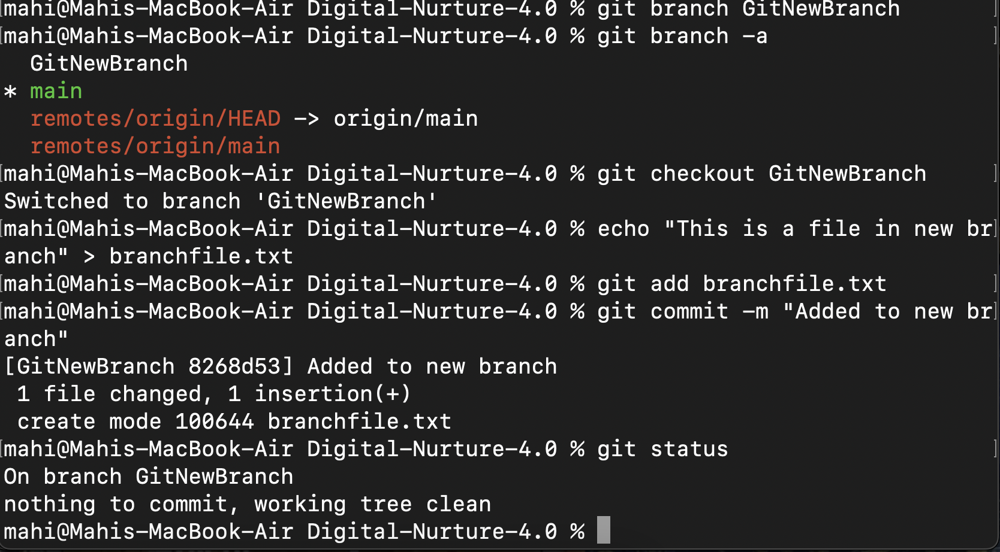 mahi@Mahis-MacBook-Air Digital-Nurture-4.0 % git branch GitNewBranch
mahi@Mahis-MacBook-Air Digital-Nurture-4.0 % git branch -a
  GitNewBranch
* main
  remotes/origin/HEAD -> origin/main
  remotes/origin/main
mahi@Mahis-MacBook-Air Digital-Nurture-4.0 % git checkout GitNewBranch
Switched to branch 'GitNewBranch'
mahi@Mahis-MacBook-Air Digital-Nurture-4.0 % echo "This is a file in new br
anch" > branchfile.txt
mahi@Mahis-MacBook-Air Digital-Nurture-4.0 % git add branchfile.txt
mahi@Mahis-MacBook-Air Digital-Nurture-4.0 % git commit -m "Added to new br
anch"
[GitNewBranch 8268d53] Added to new branch
 1 file changed, 1 insertion(+)
 create mode 100644 branchfile.txt
mahi@Mahis-MacBook-Air Digital-Nurture-4.0 % git status
On branch GitNewBranch
nothing to commit, working tree clean
mahi@Mahis-MacBook-Air Digital-Nurture-4.0 %